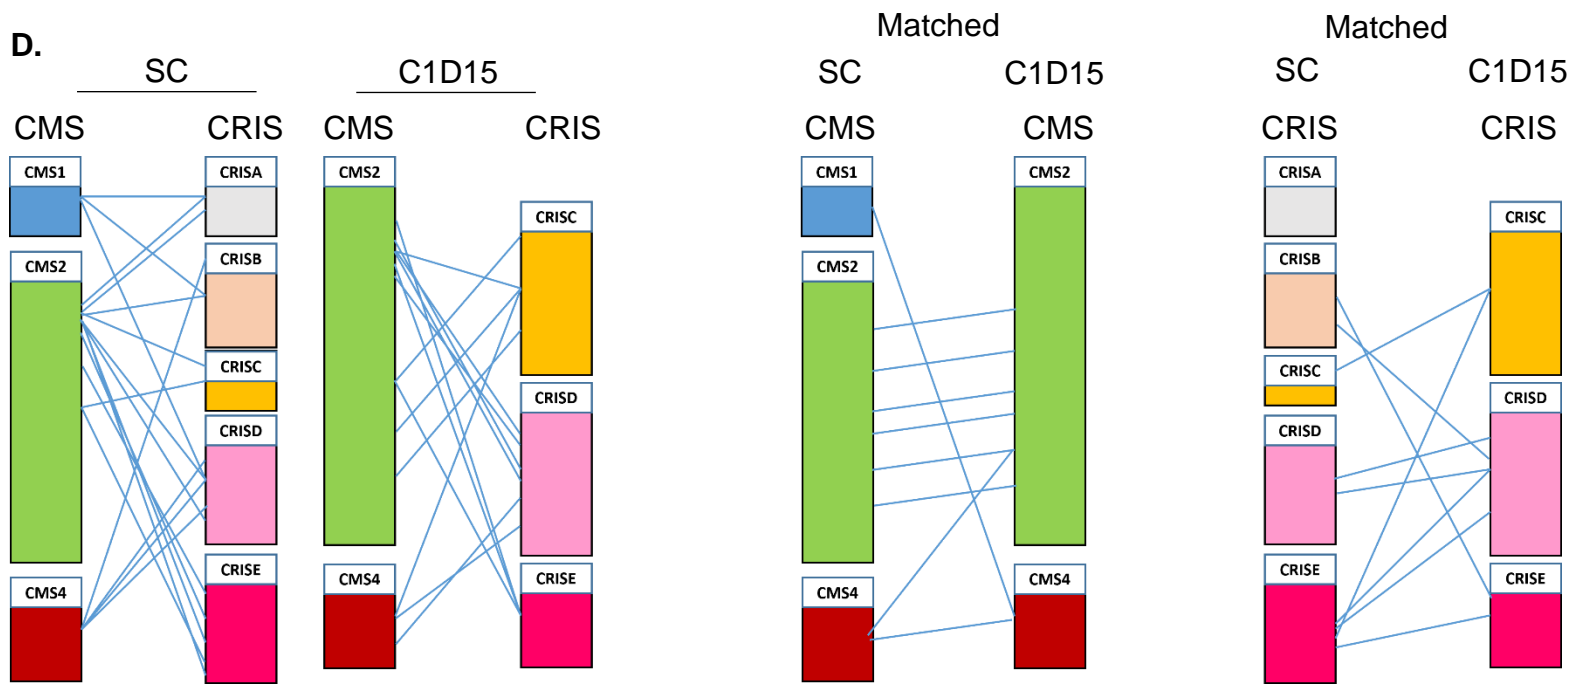 D.
SC
CMS CRIS
CMS1
CMS2
CMS4
CRISA
CRISB
CRISC
CRISD
CRISE
C1D15
CMS CRIS
CMS2
CMS4
CRISC
CRISD
CRISE
Matched
SC C1D15
CMS CMS
CMS1
CMS2
CMS4
CMS2
CMS4
Matched
SC C1D15
CRIS CRIS
CRISA
CRISB
CRISC
CRISD
CRISE
CRISC
CRISD
CRISE